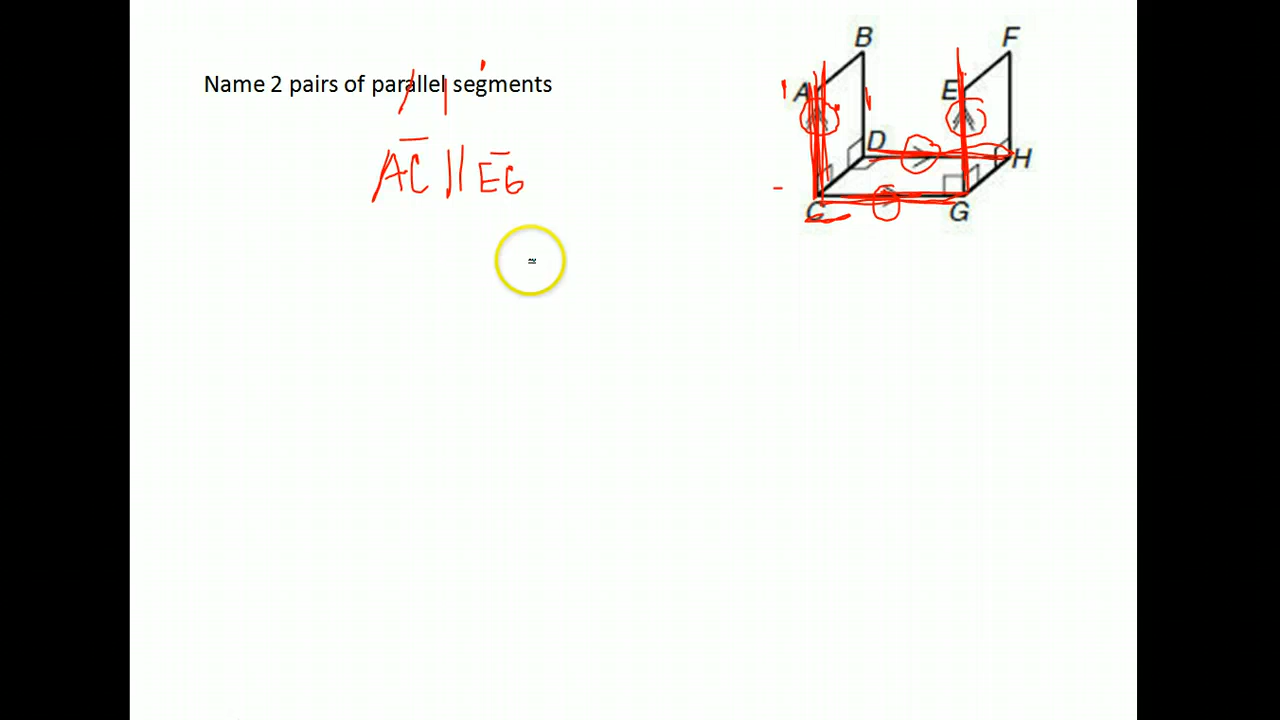 Name 2 pairs of parallel segments
AC || EG
B
F
A
E
D
H
C
G
≃